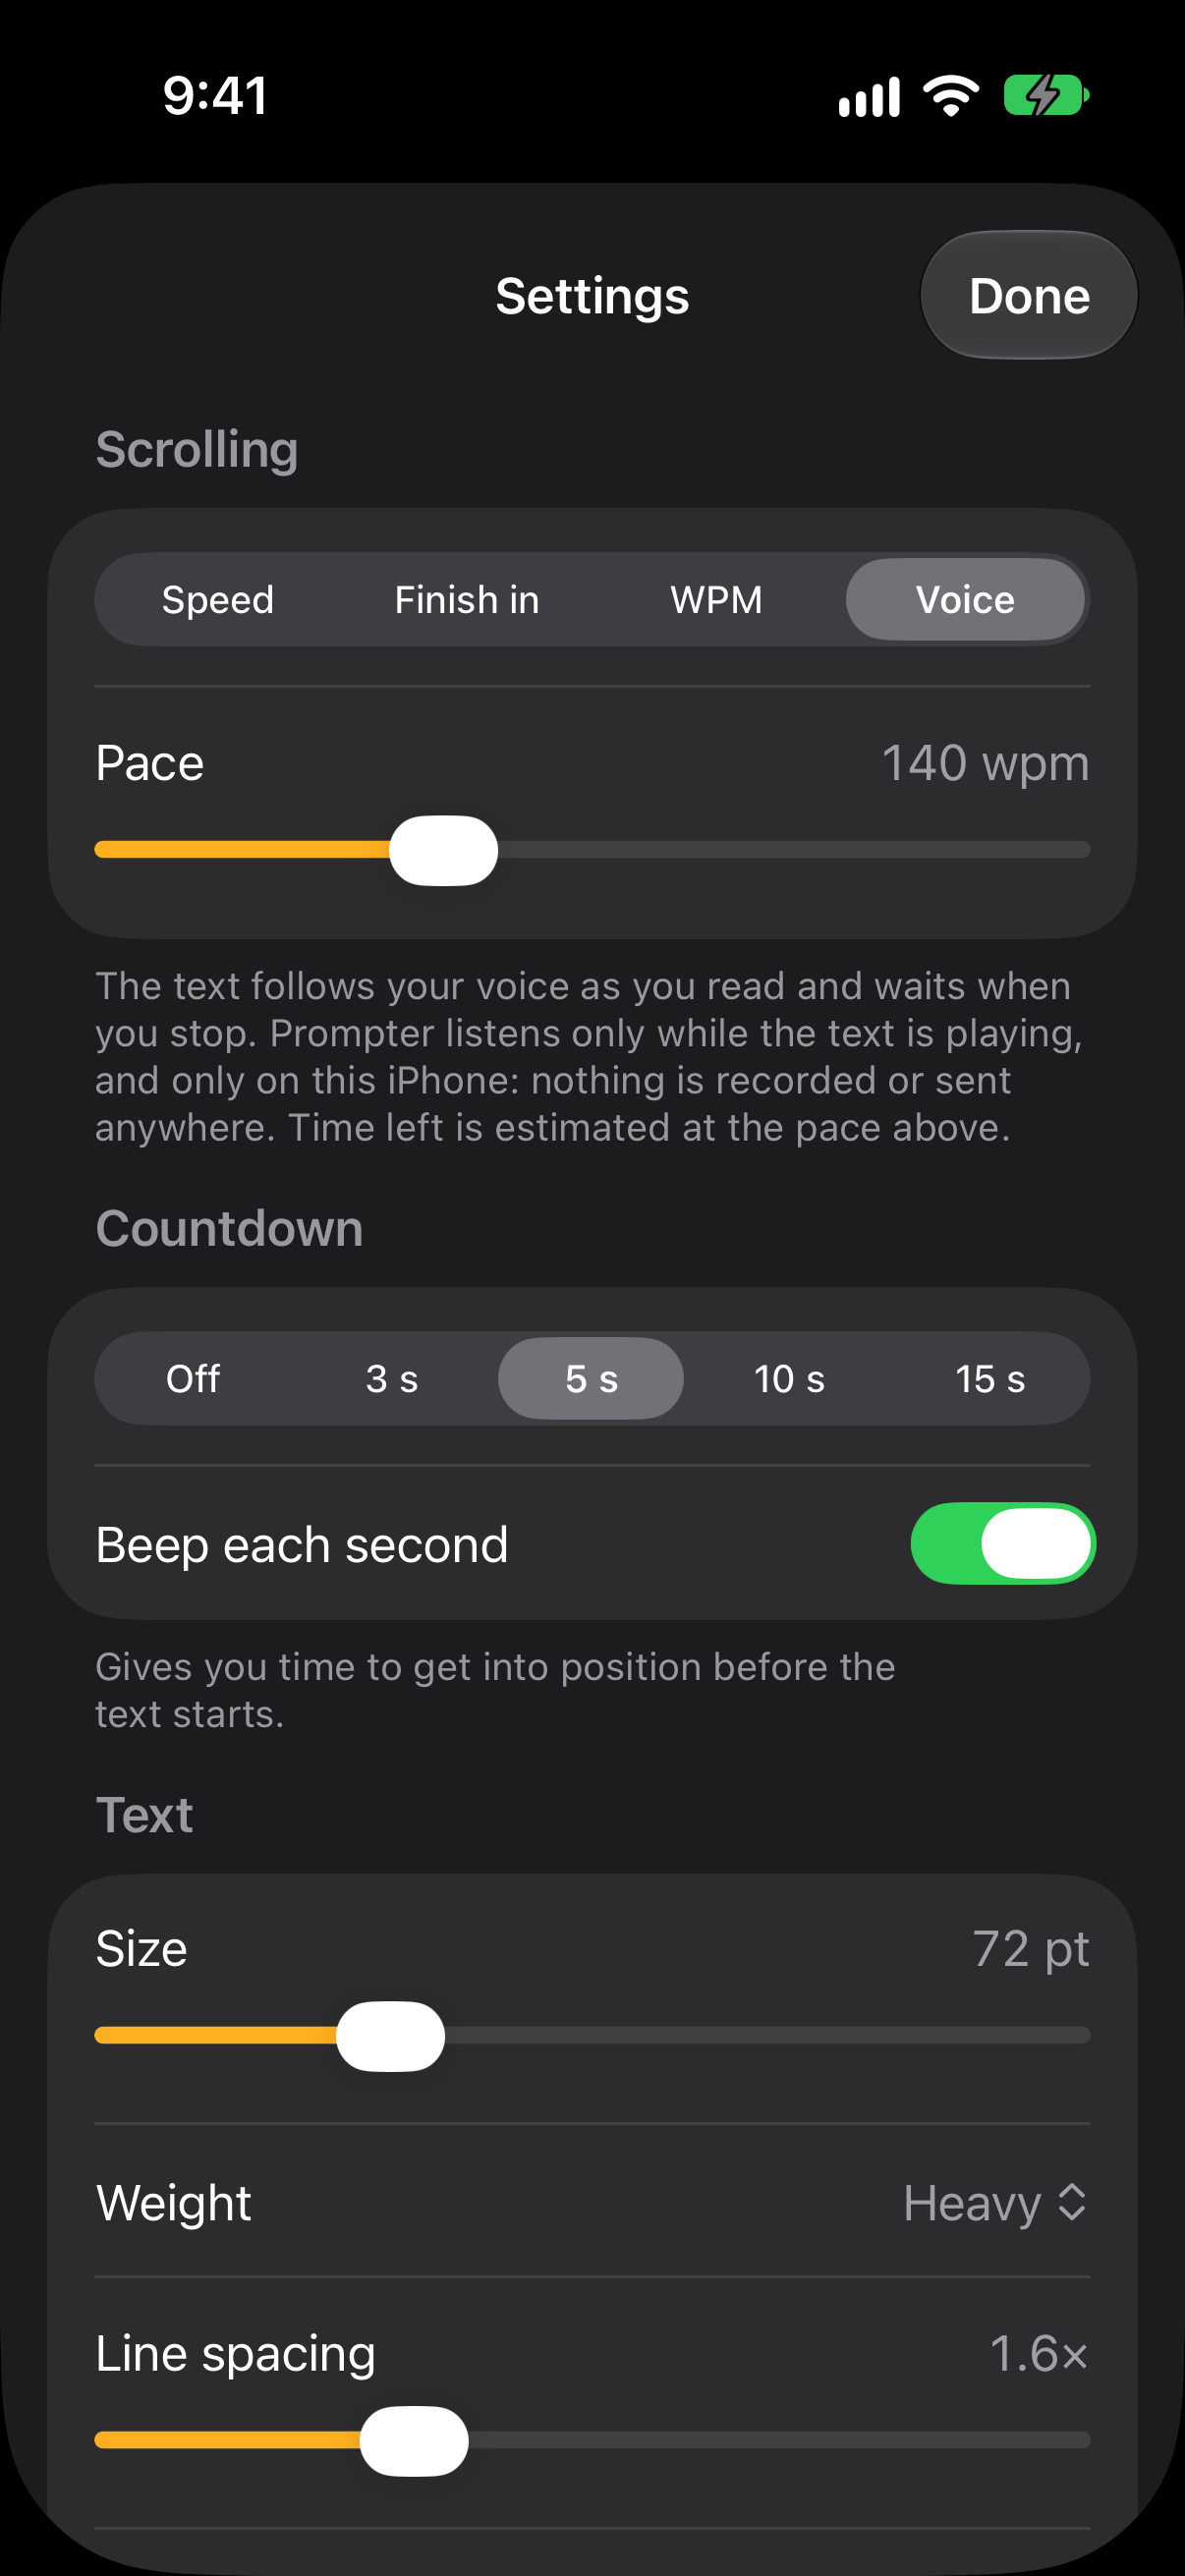 9:41
Settings
Done
Scrolling
Speed
Finish in
WPM
Voice
Pace
140 wpm
The text follows your voice as you read and waits when
you stop. Prompter listens only while the text is playing,
and only on this iPhone: nothing is recorded or sent
anywhere. Time left is estimated at the pace above.
Countdown
Off
3 s
5 s
10 s
15 s
Beep each second
Gives you time to get into position before the
text starts.
Text
Size
72 pt
Weight
Heavy
Line spacing
1.6×